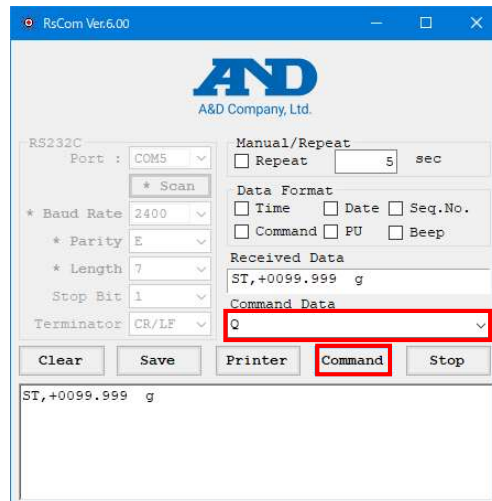 RsCom Ver.6.00
AND
A&D Company, Ltd.
RS232C
Port : COM5
* Scan
* Baud Rate 2400
* Parity E
* Length 7
Stop Bit 1
Terminator CR/LF
Manual/Repeat
Repeat 5 sec
Data Format
Time Date Seq.No.
Command PU Beep
Received Data
ST,+0099.999 g
Command Data
Q
Clear Save Printer Command Stop
ST,+0099.999 g